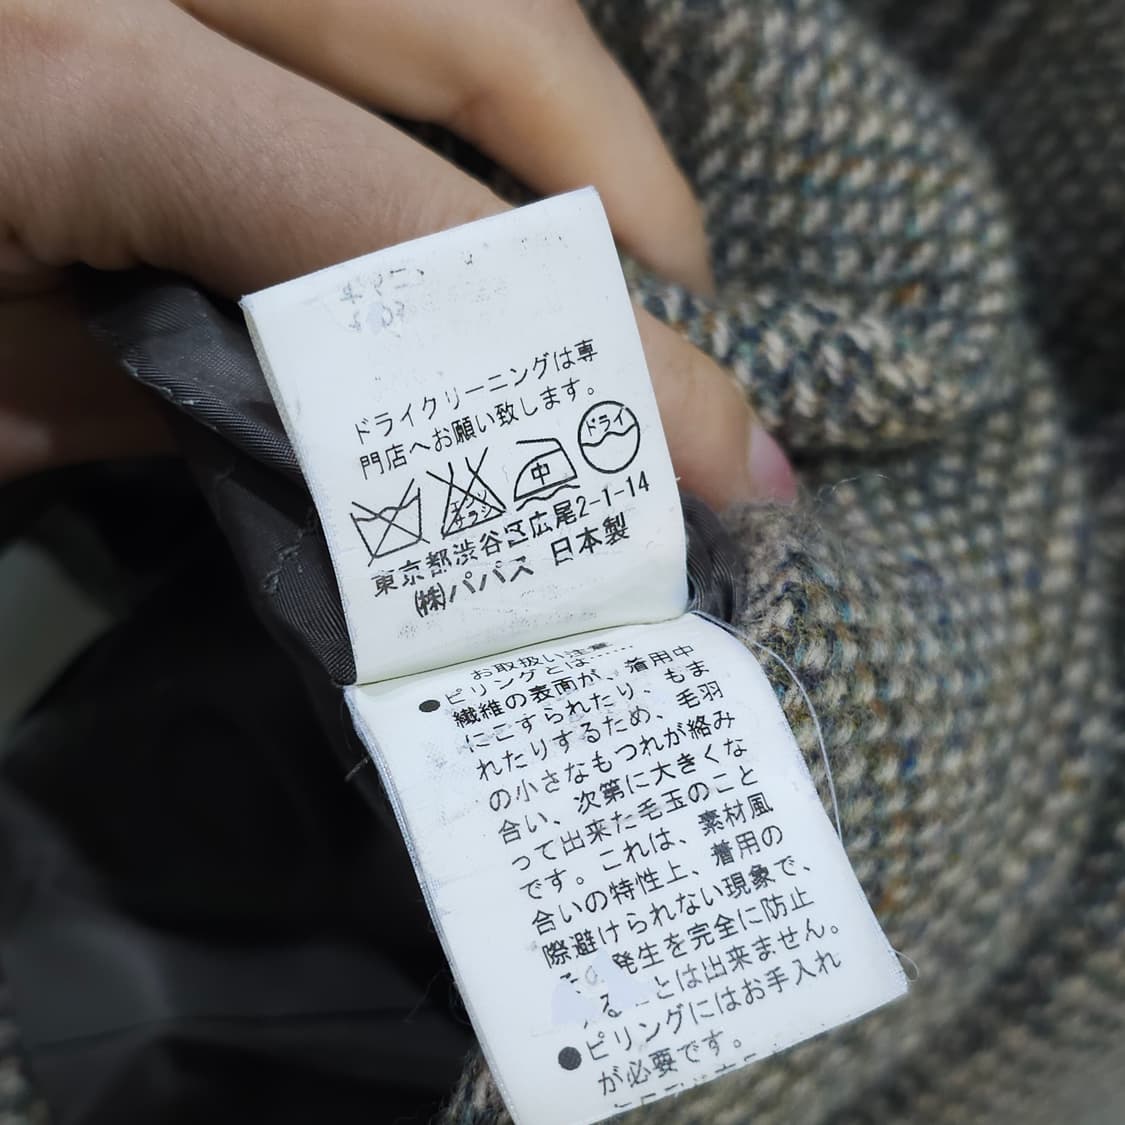 ドライクリーニングは専
門店へお願い致します。
エンソ
サラシ
中
ドライ
東京都渋谷区広尾2-1-14
㈱パパス 日本製
お取扱い注意
●ピリングとは……
繊維の表面が、着用中
にこすられたり、もま
れたりするため、毛羽
の小さなもつれが絡み
合い、次第に大きくな
って出来た毛玉のこと
です。これは、素材風
合いの特性上、着用の
際避けられない現象で、
その発生を完全に防止
ることは出来ません。
●ピリングにはお手入れ
が必要です。